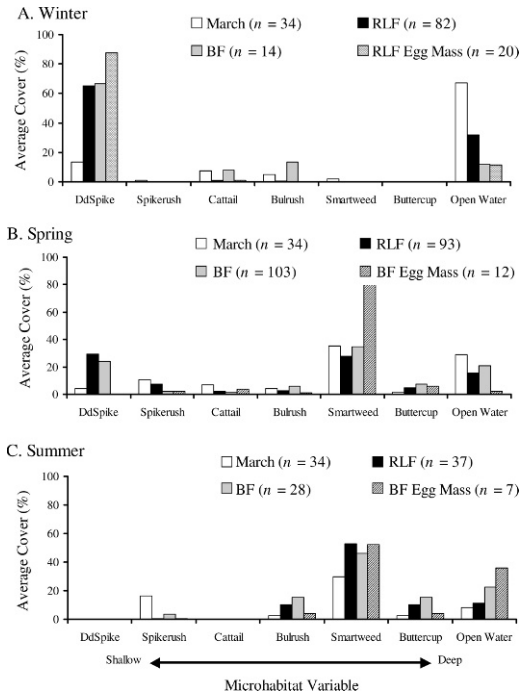 A. Winter
March (n = 34)
RLF (n = 82)
BF (n = 14)
RLF Egg Mass (n = 20)
Average Cover (%)
100
80
60
40
20
0
DdSpike Spikerush Cattail Bulrush Smartweed Buttercup Open Water
B. Spring
March (n = 34)
RLF (n = 93)
BF (n = 103)
BF Egg Mass (n = 12)
Average Cover (%)
100
80
60
40
20
0
DdSpike Spikerush Cattail Bulrush Smartweed Buttercup Open Water
C. Summer
March (n = 34)
RLF (n = 37)
BF (n = 28)
BF Egg Mass (n = 7)
Average Cover (%)
100
80
60
40
20
0
DdSpike Spikerush Cattail Bulrush Smartweed Buttercup Open Water
Shallow Deep
Microhabitat Variable